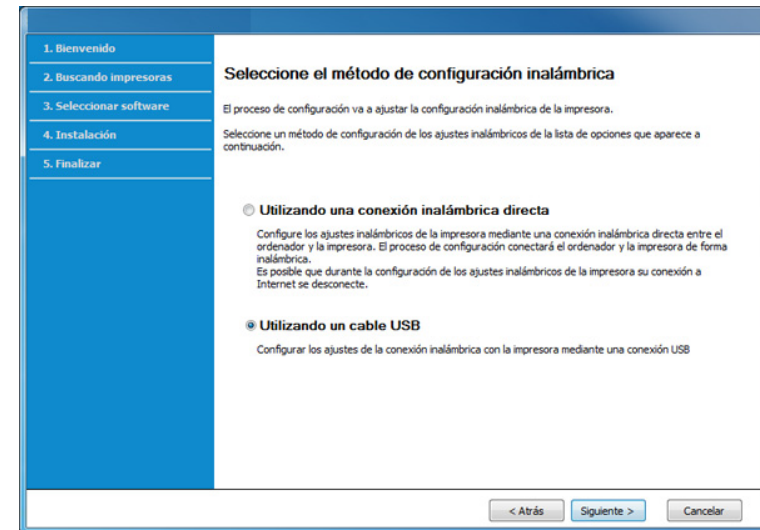 1. Bienvenido
2. Buscando impresoras
3. Seleccionar software
4. Instalación
5. Finalizar
Seleccione el método de configuración inalámbrica
El proceso de configuración va a ajustar la configuración inalámbrica de la impresora.
Seleccione un método de configuración de los ajustes inalámbricos de la lista de opciones que aparece a
continuación.
Utilizando una conexión inalámbrica directa
Configure los ajustes inalámbricos de la impresora mediante una conexión inalámbrica directa entre el
ordenador y la impresora. El proceso de configuración conectará el ordenador y la impresora de forma
inalámbrica.
Es posible que durante la configuración de los ajustes inalámbricos de la impresora su conexión a
Internet se desconecte.
Utilizando un cable USB
Configurar los ajustes de la conexión inalámbrica con la impresora mediante una conexión USB
< Atrás
Siguiente >
Cancelar